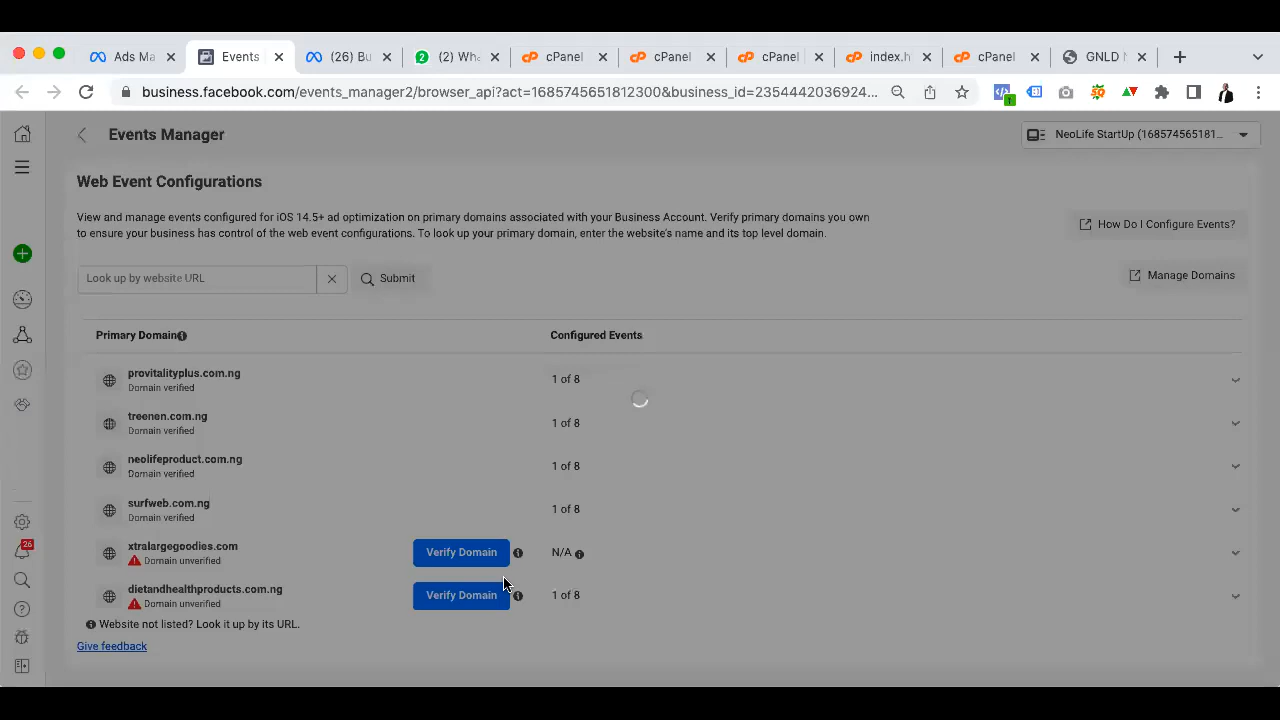 Ads Ma
Events
(26) Bu
2
(2) Wha
cPanel
cPanel
cPanel
index.h
cPanel
GNLD N
business.facebook.com/events_manager2/browser_api?act=1685745651812300&business_id=2354442036924...
1
Events Manager
NeoLife StartUp (168574565181...
Web Event Configurations
View and manage events configured for iOS 14.5+ ad optimization on primary domains associated with your Business Account. Verify primary domains you own
to ensure your business has control of the web event configurations. To look up your primary domain, enter the website's name and its top level domain.
How Do I Configure Events?
Look up by website URL
Submit
Manage Domains
Primary Domain
Configured Events
provitalityplus.com.ng
Domain verified
1 of 8
treenen.com.ng
Domain verified
1 of 8
neolifeproduct.com.ng
Domain verified
1 of 8
surfweb.com.ng
Domain verified
1 of 8
xtralargegoodies.com
Domain unverified
Verify Domain
N/A
dietandhealthproducts.com.ng
Domain unverified
Verify Domain
1 of 8
26
Website not listed? Look it up by its URL.
Give feedback